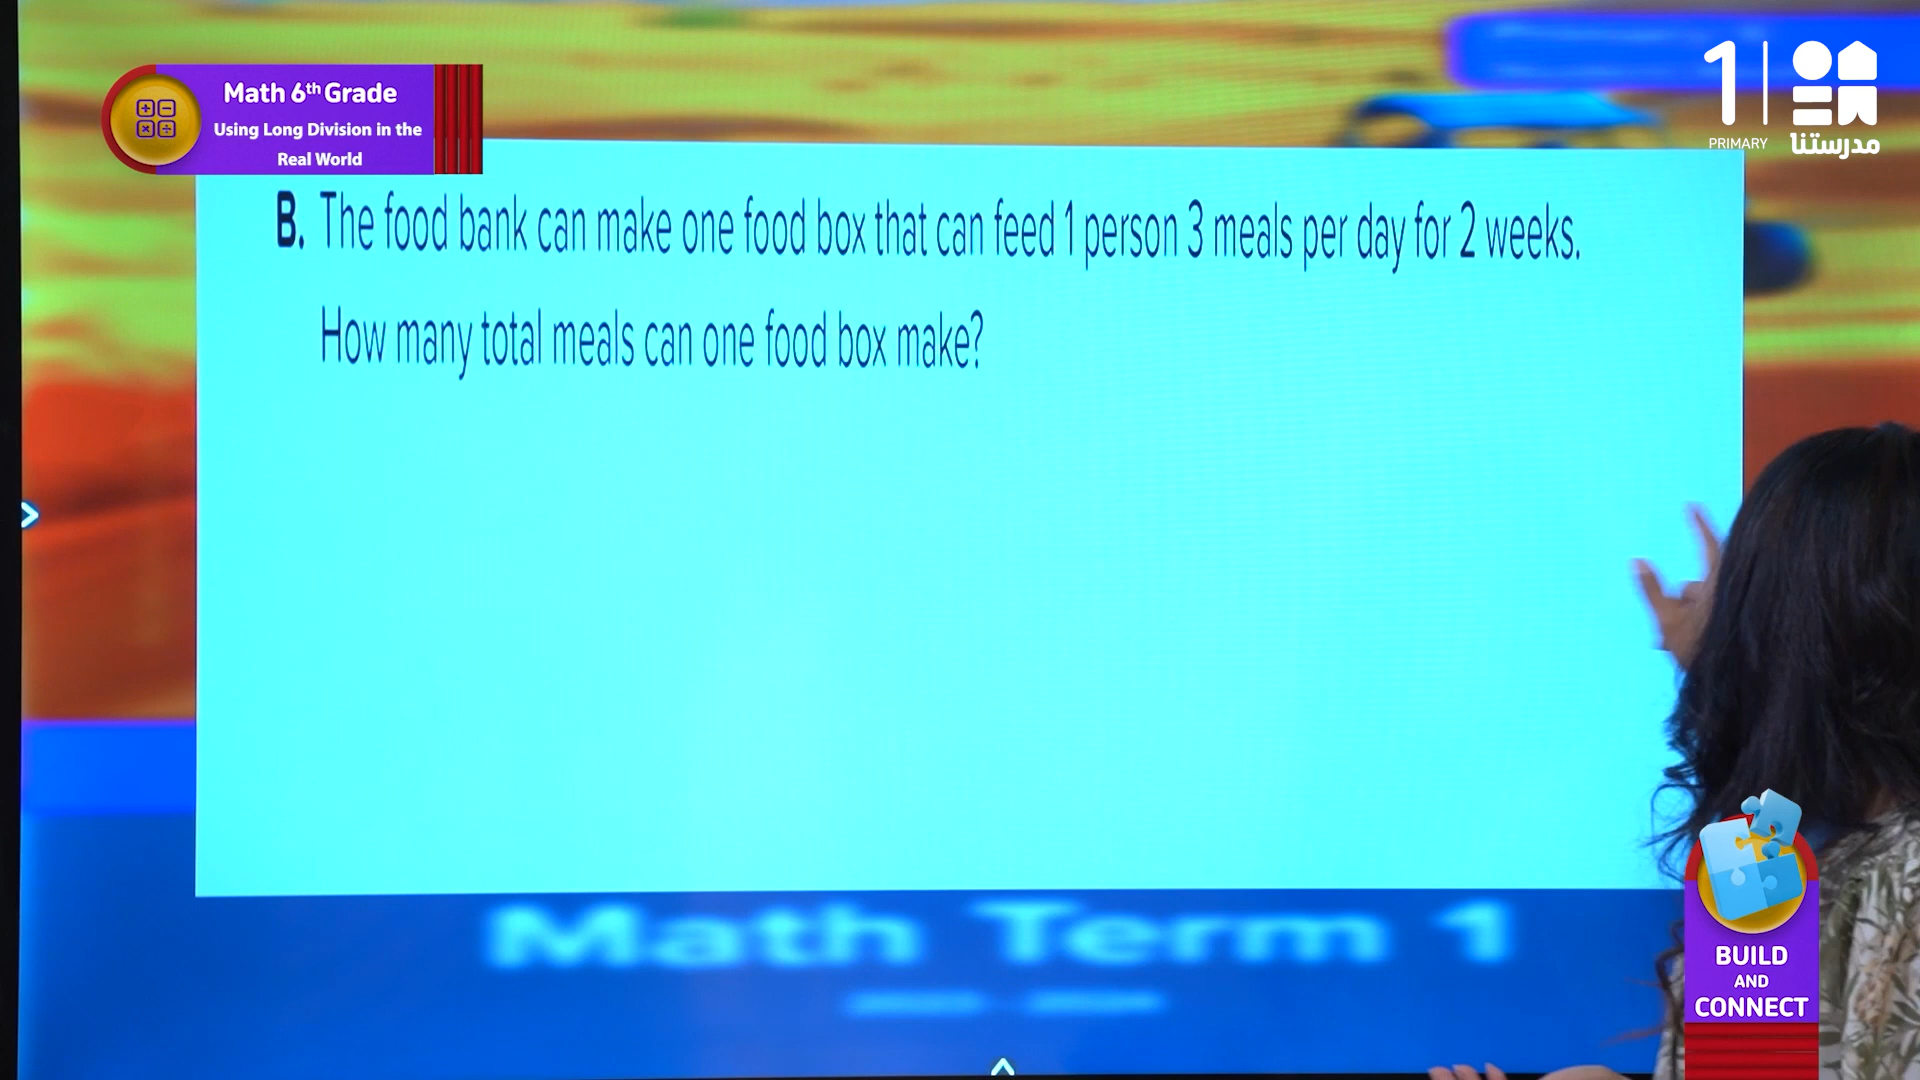 Math 6th Grade
Using Long Division in the
Real World
1
PRIMARY
مدرستنا
B. The food bank can make one food box that can feed 1 person 3 meals per day for 2 weeks.
How many total meals can one food box make?
Math Term 1
BUILD
AND
CONNECT